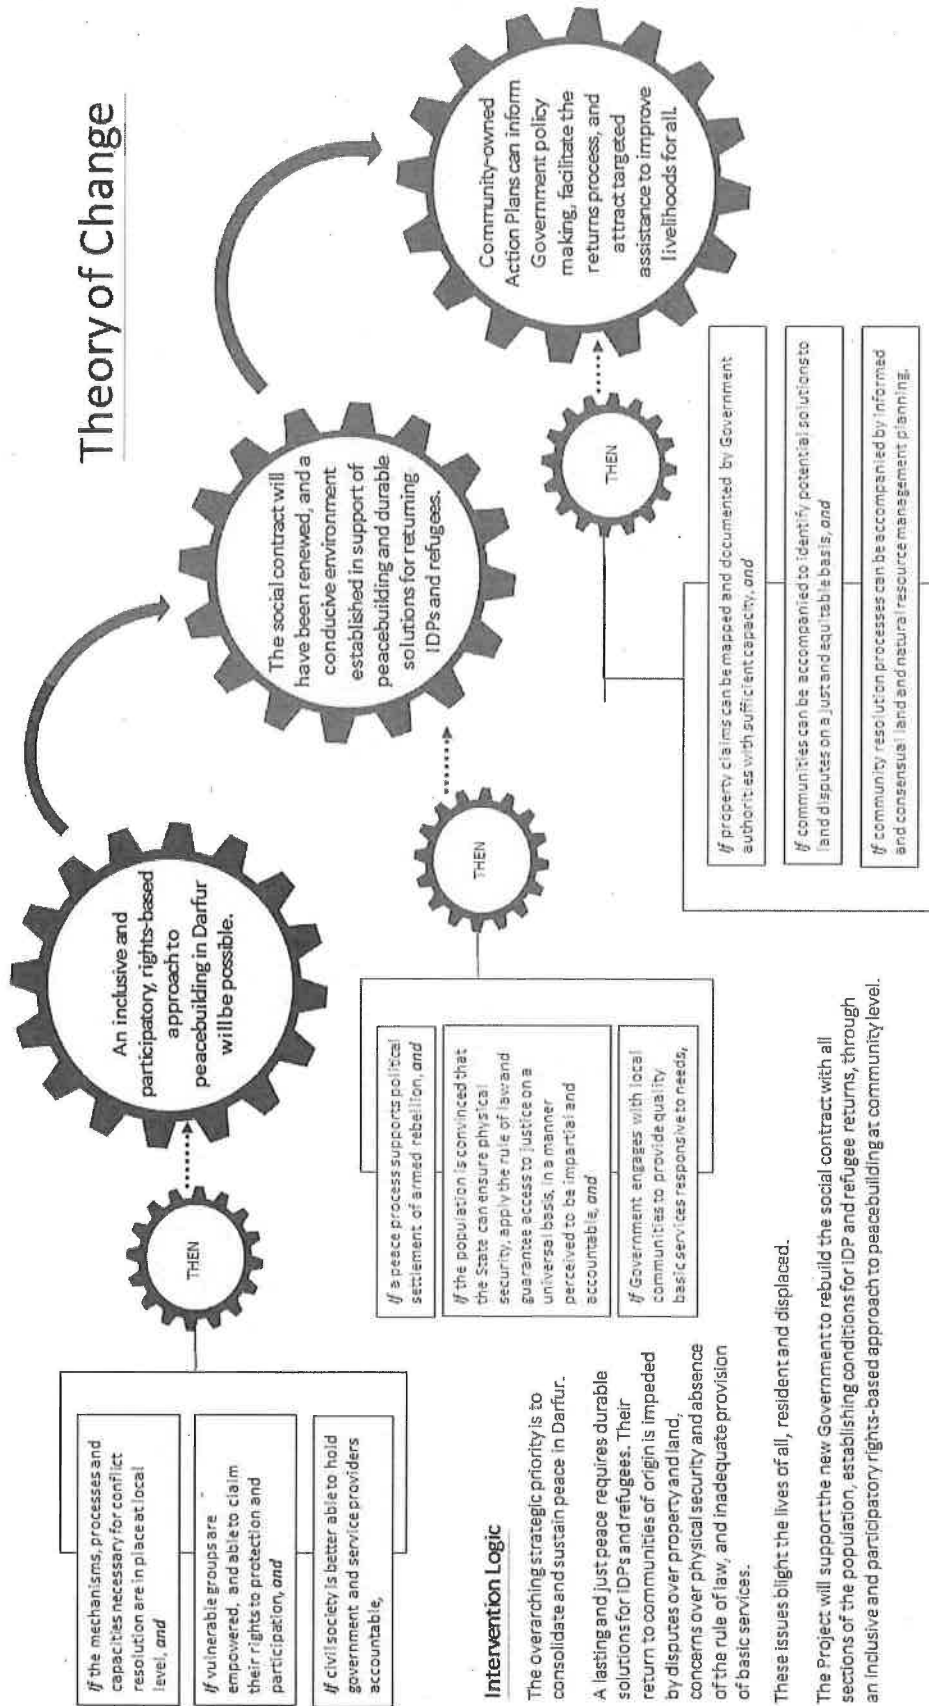 Theory of Change
If the mechanisms, processes and
capacities necessary for conflict
resolution are in place at local
level, and
If vulnerable groups are
empowered, and able to claim
their rights to protection and
participation, and
If civil society is better able to hold
government and service providers
accountable,
THEN
An inclusive and
participatory, rights-based
approach to
peacebuilding in Darfur
will be possible.
If a peace process supports political
settlement of armed rebellion, and
If the population is convinced that
the State can ensure physical
security, apply the rule of law and
guarantee access to justice on a
universal basis, in a manner
perceived to be impartial and
accountable, and
If Government engages with local
communities to provide quality
basic services responsive to needs,
THEN
The social contract will
have been renewed, and a
conducive environment
established in support of
peacebuilding and durable
solutions for returning
IDPs and refugees.
If property claims can be mapped and documented by Government
authorities with sufficient capacity, and
If communities can be accompanied to identify potential solutions to
land disputes on a just and equitable basis, and
If community resolution processes can be accompanied by informed
and consensual land and natural resource management planning,
THEN
Community-owned
Action Plans can inform
Government policy
making, facilitate the
returns process, and
attract targeted
assistance to improve
livelihoods for all.
Intervention Logic
The overarching strategic priority is to
consolidate and sustain peace in Darfur.
A lasting and just peace requires durable
solutions for IDPs and refugees. Their
return to communities of origin is impeded
by disputes over property and land,
concerns over physical security and absence
of the rule of law, and inadequate provision
of basic services.
These issues blight the lives of all, resident and displaced.
The Project will support the new Government to rebuild the social contract with all
sections of the population, establishing conditions for IDP and refugee returns, through
an inclusive and participatory rights-based approach to peacebuilding at community level.